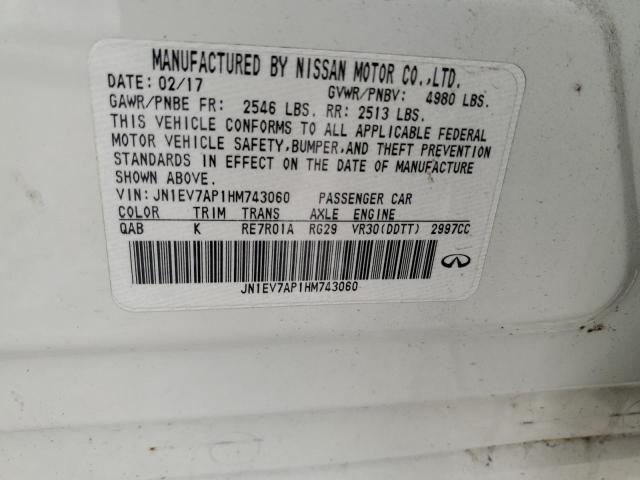 MANUFACTURED BY NISSAN MOTOR CO.,LTD.
DATE: 02/17 GVWR/PNBV: 4980 LBS.
GAWR/PNBE FR: 2546 LBS. RR: 2513 LBS.
THIS VEHICLE CONFORMS TO ALL APPLICABLE FEDERAL
MOTOR VEHICLE SAFETY,BUMPER,AND THEFT PREVENTION
STANDARDS IN EFFECT ON THE DATE OF MANUFACTURE
SHOWN ABOVE.
VIN: JN1EV7AP1HM743060 PASSENGER CAR
COLOR TRIM TRANS AXLE ENGINE
QAB K RE7R01A RG29 VR30(DDTT) 2997CC
JN1EV7AP1HM743060